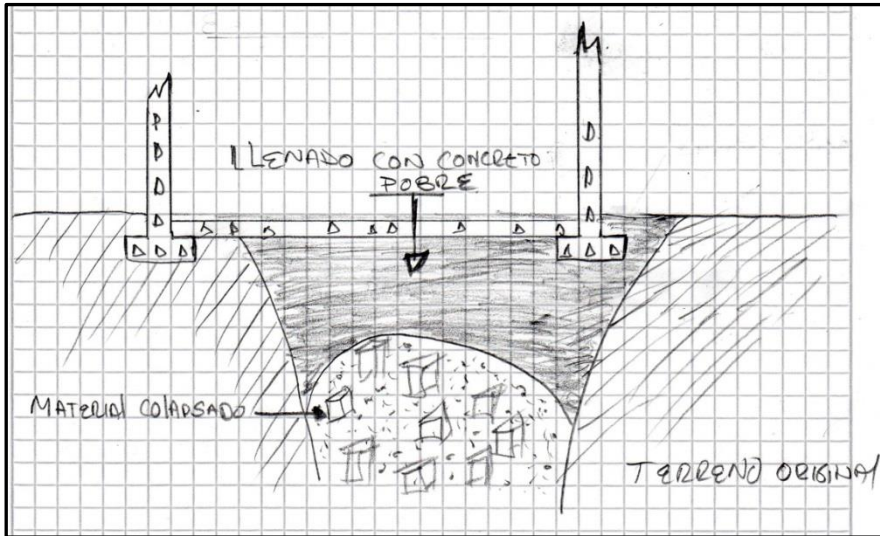 LLENADO CON CONCRETO
POBRE
MATERIAl COlAPSADO
TERRENO ORIGINAl